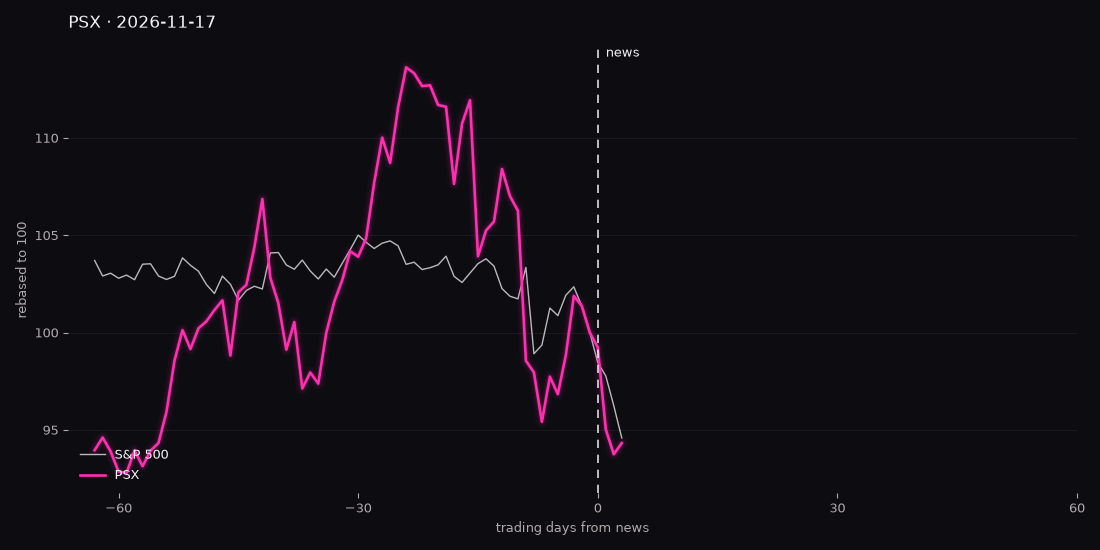 PSX · 2026-11-17
news
110
105
100
95
rebased to 100
S&P 500
PSX
−60
−30
0
30
60
trading days from news